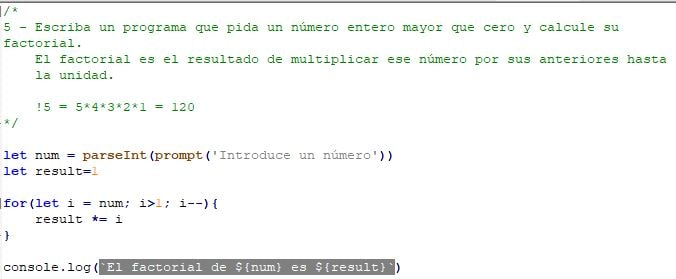 /*
5 - Escriba un programa que pida un número entero mayor que cero y calcule su
factorial.
El factorial es el resultado de multiplicar ese número por sus anteriores hasta
la unidad.
!5 = 5*4*3*2*1 = 120
*/
let num = parseInt(prompt('Introduce un número'))
let result=1
for(let i = num; i>1; i--){
result *= i
}
console.log(`El factorial de ${num} es ${result}`)